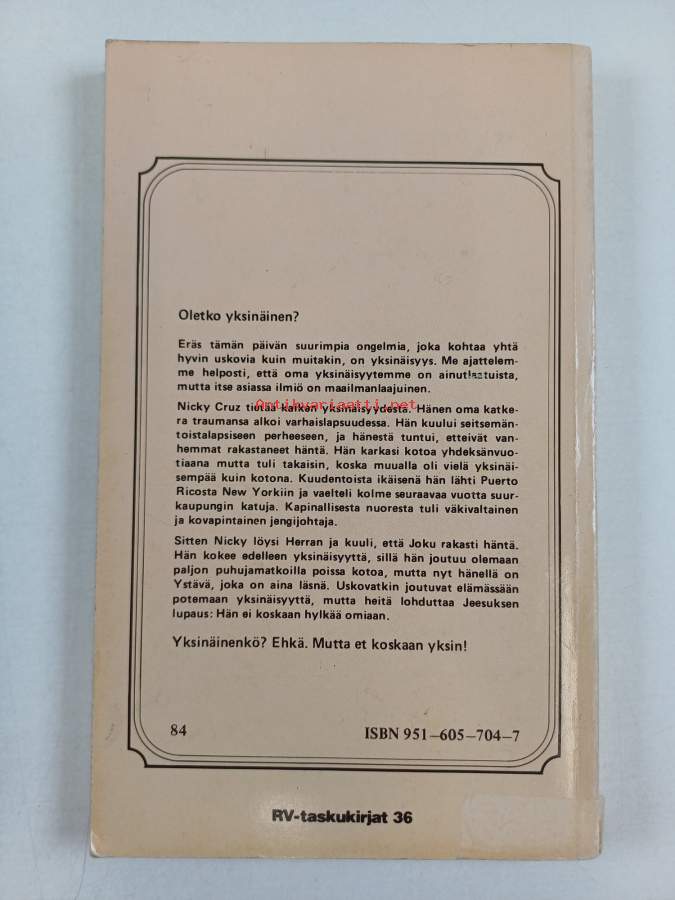 Oletko yksinäinen?
Eräs tämän päivän suurimpia ongelmia, joka kohtaa yhtä
hyvin uskovia kuin muitakin, on yksinäisyys. Me ajattelem-
me helposti, että oma yksinäisyytemme on ainutlaatuista,
mutta itse asiassa ilmiö on maailmanlaajuinen.
Antikvariaatti.net
Nicky Cruz tietää kaiken yksinäisyydestä. Hänen oma katke-
ra traumansa alkoi varhaislapsuudessa. Hän kuului seitsemän-
toistalapsiseen perheeseen, ja hänestä tuntui, etteivät van-
hemmat rakastaneet häntä. Hän karkasi kotoa yhdeksänvuo-
tiaana mutta tuli takaisin, koska muualla oli vielä yksinäi-
sempää kuin kotona. Kuudentoista ikäisenä hän lähti Puerto
Ricosta New Yorkiin ja vaelteli kolme seuraavaa vuotta suur-
kaupungin katuja. Kapinallisesta nuoresta tuli väkivaltainen
ja kovapintainen jengijohtaja.
Sitten Nicky löysi Herran ja kuuli, että Joku rakasti häntä.
Hän kokee edelleen yksinäisyyttä, sillä hän joutuu olemaan
paljon puhujamatkoilla poissa kotoa, mutta nyt hänellä on
Ystävä, joka on aina läsnä. Uskovatkin joutuvat elämässään
potemaan yksinäisyyttä, mutta heitä lohduttaa Jeesuksen
lupaus: Hän ei koskaan hylkää omiaan.
Yksinäinenkö? Ehkä. Mutta et koskaan yksin!
84 ISBN 951–605–704–7
RV-taskukirjat 36